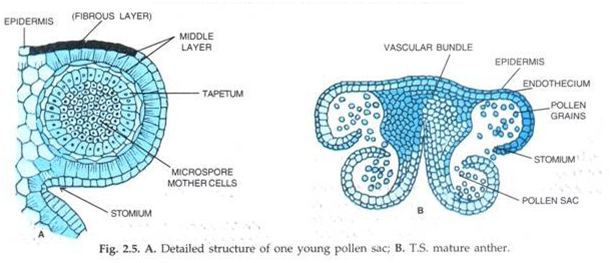 EPIDERMIS
(FIBROUS LAYER)
MIDDLE
LAYER
TAPETUM
MICROSPORE
MOTHER CELLS
STOMIUM
A
VASCULAR BUNDLE
EPIDERMIS
ENDOTHECIUM
POLLEN
GRAINS
STOMIUM
POLLEN SAC
B
Fig. 2.5. A. Detailed structure of one young pollen sac; B. T.S. mature anther.